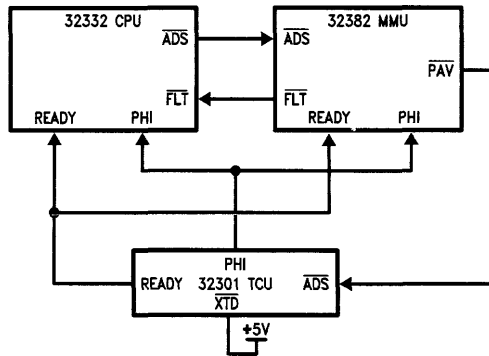 32332 CPU
ADS
FLT
READY PHI
32382 MMU
ADS
PAV
FLT
READY PHI
PHI
READY 32301 TCU ADS
XTD
+5V